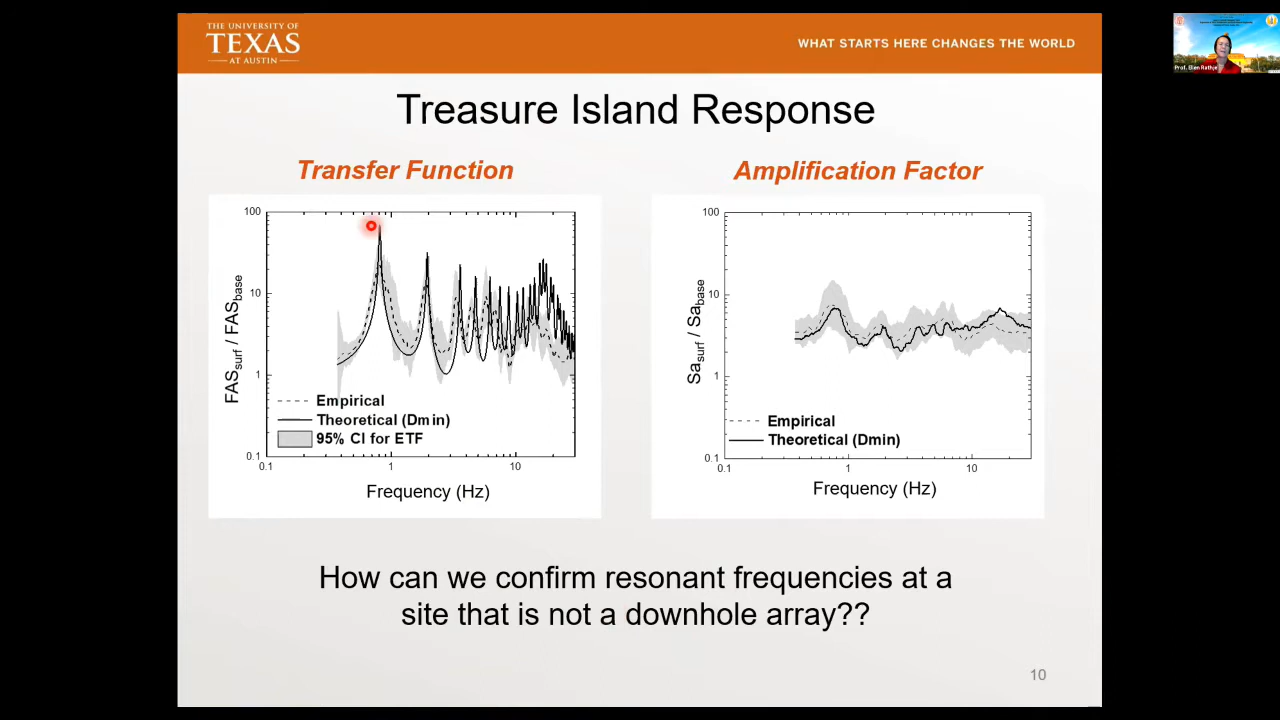 THE UNIVERSITY OF
TEXAS
AT AUSTIN
WHAT STARTS HERE CHANGES THE WORLD
Prof. Ellen Rathje
Treasure Island Response
Transfer Function
100
10
1
0.1
0.1
1
10
FASsurf / FASbase
Frequency (Hz)
Empirical
Theoretical (Dmin)
95% CI for ETF
Amplification Factor
100
10
1
0.1
0.1
1
10
Sasurf / Sabase
Frequency (Hz)
Empirical
Theoretical (Dmin)
How can we confirm resonant frequencies at a
site that is not a downhole array??
10